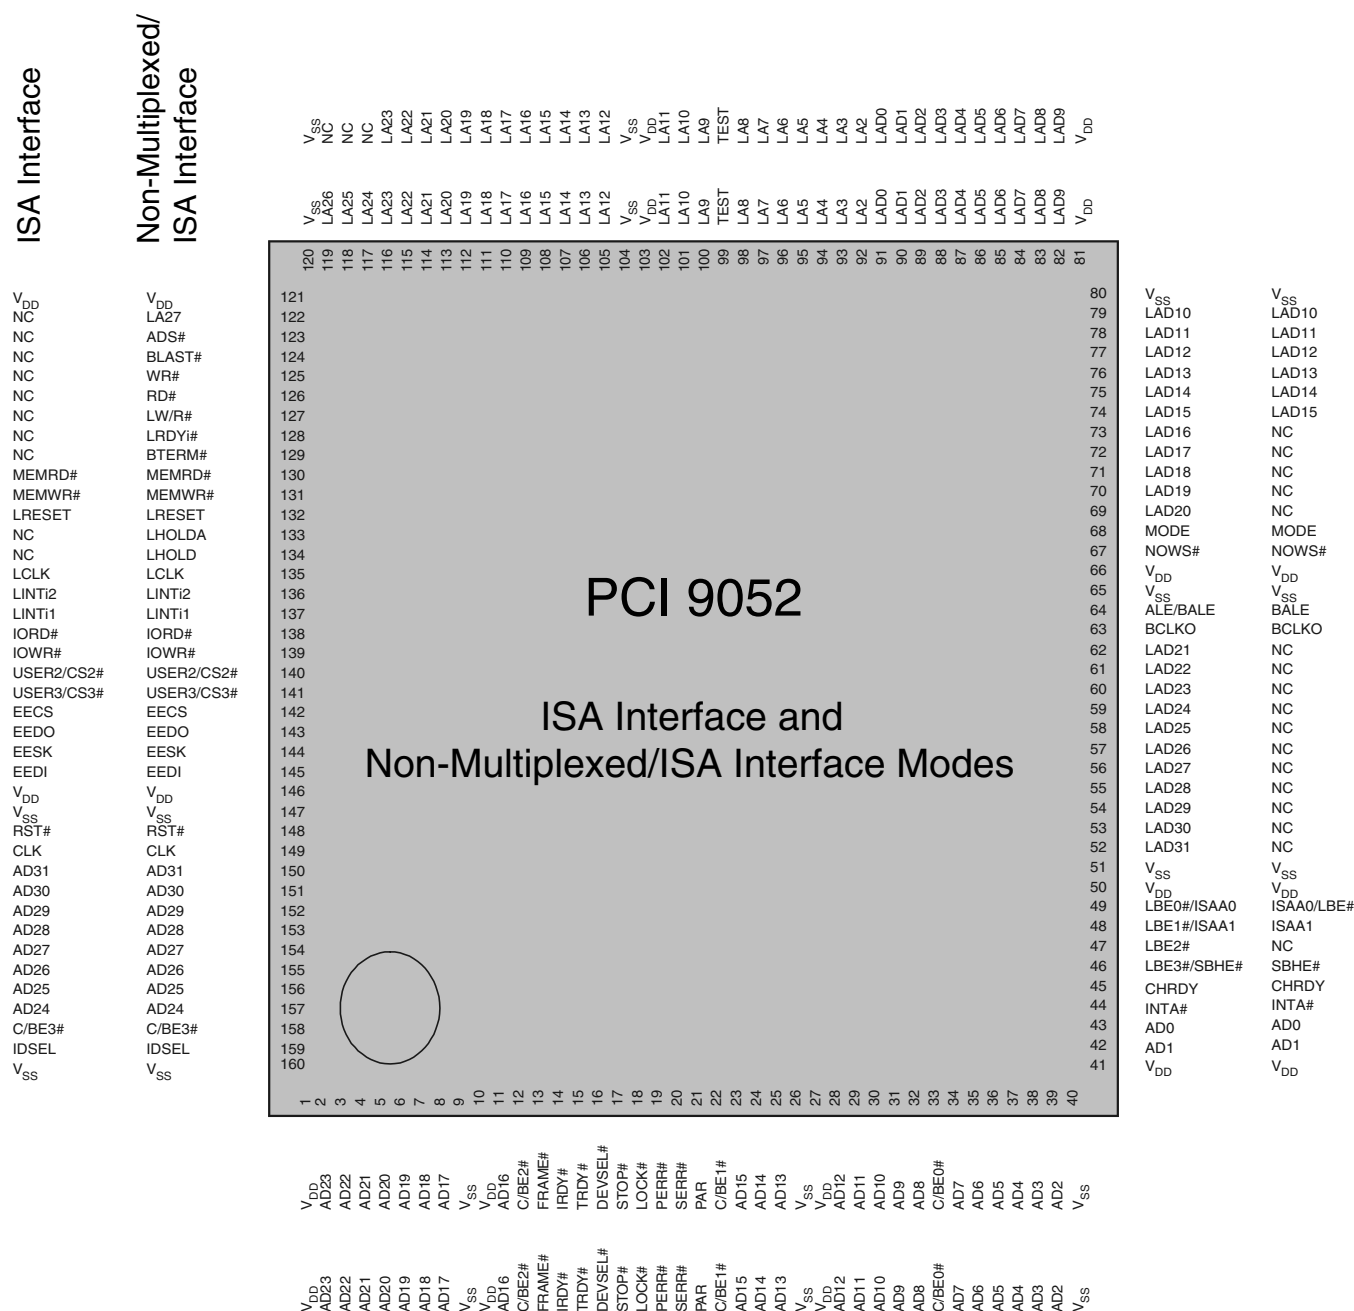 ISA Interface
Non-Multiplexed/
ISA Interface
VSS NC NC NC LA23 LA22 LA21 LA20 LA19 LA18 LA17 LA16 LA15 LA14 LA13 LA12 VSS VDD LA11 LA10 LA9 TEST LA8 LA7 LA6 LA5 LA4 LA3 LA2 LAD0 LAD1 LAD2 LAD3 LAD4 LAD5 LAD6 LAD7 LAD8 LAD9 VDD
VSS LA26 LA25 LA24 LA23 LA22 LA21 LA20 LA19 LA18 LA17 LA16 LA15 LA14 LA13 LA12 VSS VDD LA11 LA10 LA9 TEST LA8 LA7 LA6 LA5 LA4 LA3 LA2 LAD0 LAD1 LAD2 LAD3 LAD4 LAD5 LAD6 LAD7 LAD8 LAD9 VDD
120 119 118 117 116 115 114 113 112 111 110 109 108 107 106 105 104 103 102 101 100 99 98 97 96 95 94 93 92 91 90 89 88 87 86 85 84 83 82 81
VDD VDD 121 80 VSS VSS
NC LA27 122 79 LAD10 LAD10
NC ADS# 123 78 LAD11 LAD11
NC BLAST# 124 77 LAD12 LAD12
NC WR# 125 76 LAD13 LAD13
NC RD# 126 75 LAD14 LAD14
NC LW/R# 127 74 LAD15 LAD15
NC LRDYi# 128 73 LAD16 NC
NC BTERM# 129 72 LAD17 NC
MEMRD# MEMRD# 130 71 LAD18 NC
MEMWR# MEMWR# 131 70 LAD19 NC
LRESET LRESET 132 69 LAD20 NC
NC LHOLDA 133 68 MODE MODE
NC LHOLD 134 67 NOWS# NOWS#
LCLK LCLK 135 66 VDD VDD
LINTi2 LINTi2 136 65 VSS VSS
LINTi1 LINTi1 137 64 ALE/BALE BALE
IORD# IORD# 138 63 BCLKO BCLKO
IOWR# IOWR# 139 62 LAD21 NC
USER2/CS2# USER2/CS2# 140 61 LAD22 NC
USER3/CS3# USER3/CS3# 141 60 LAD23 NC
EECS EECS 142 59 LAD24 NC
EEDO EEDO 143 58 LAD25 NC
EESK EESK 144 57 LAD26 NC
EEDI EEDI 145 56 LAD27 NC
VDD VDD 146 55 LAD28 NC
VSS VSS 147 54 LAD29 NC
RST# RST# 148 53 LAD30 NC
CLK CLK 149 52 LAD31 NC
AD31 AD31 150 51 VSS VSS
AD30 AD30 151 50 VDD VDD
AD29 AD29 152 49 LBE0#/ISAA0 ISAA0/LBE#
AD28 AD28 153 48 LBE1#/ISAA1 ISAA1
AD27 AD27 154 47 LBE2# NC
AD26 AD26 155 46 LBE3#/SBHE# SBHE#
AD25 AD25 156 45 CHRDY CHRDY
AD24 AD24 157 44 INTA# INTA#
C/BE3# C/BE3# 158 43 AD0 AD0
IDSEL IDSEL 159 42 AD1 AD1
VSS VSS 160 41 VDD VDD
PCI 9052
ISA Interface and
Non-Multiplexed/ISA Interface Modes
1 2 3 4 5 6 7 8 9 10 11 12 13 14 15 16 17 18 19 20 21 22 23 24 25 26 27 28 29 30 31 32 33 34 35 36 37 38 39 40
VDD AD23 AD22 AD21 AD20 AD19 AD18 AD17 VSS VDD AD16 C/BE2# FRAME# IRDY# TRDY# DEVSEL# STOP# LOCK# PERR# SERR# PAR C/BE1# AD15 AD14 AD13 VSS VDD AD12 AD11 AD10 AD9 AD8 C/BE0# AD7 AD6 AD5 AD4 AD3 AD2 VSS
VDD AD23 AD22 AD21 AD20 AD19 AD18 AD17 VSS VDD AD16 C/BE2# FRAME# IRDY# TRDY# DEVSEL# STOP# LOCK# PERR# SERR# PAR C/BE1# AD15 AD14 AD13 VSS VDD AD12 AD11 AD10 AD9 AD8 C/BE0# AD7 AD6 AD5 AD4 AD3 AD2 VSS